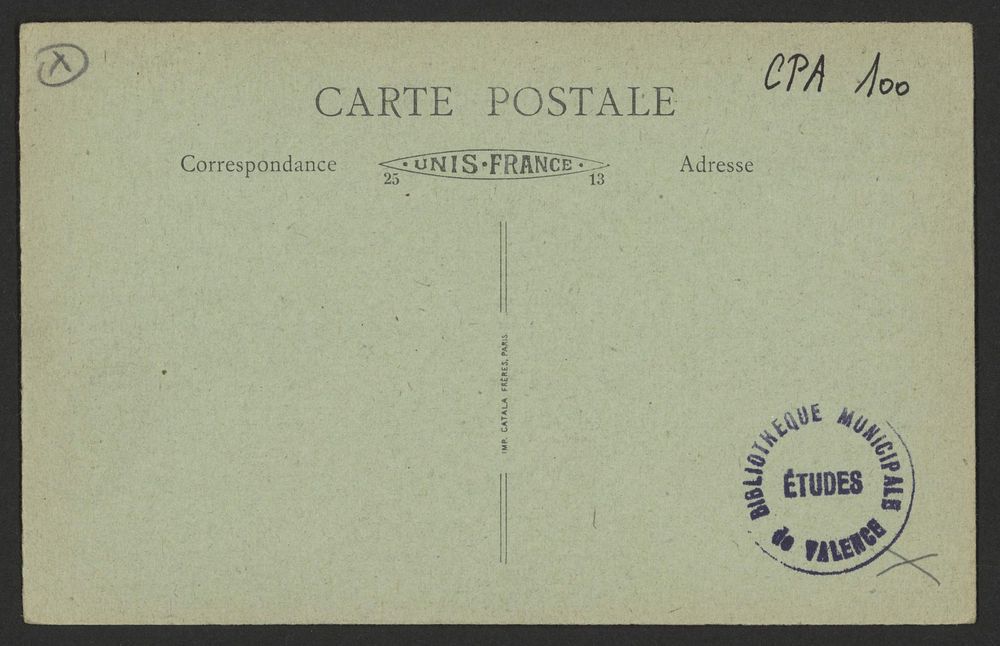 X
CPA 100
CARTE POSTALE
Correspondance
·UNIS·FRANCE·
25 13
Adresse
IMP. CATALA FRÈRES. PARIS
BIBLIOTHÈQUE MUNICIPALE
ÉTUDES
de VALENCE
X